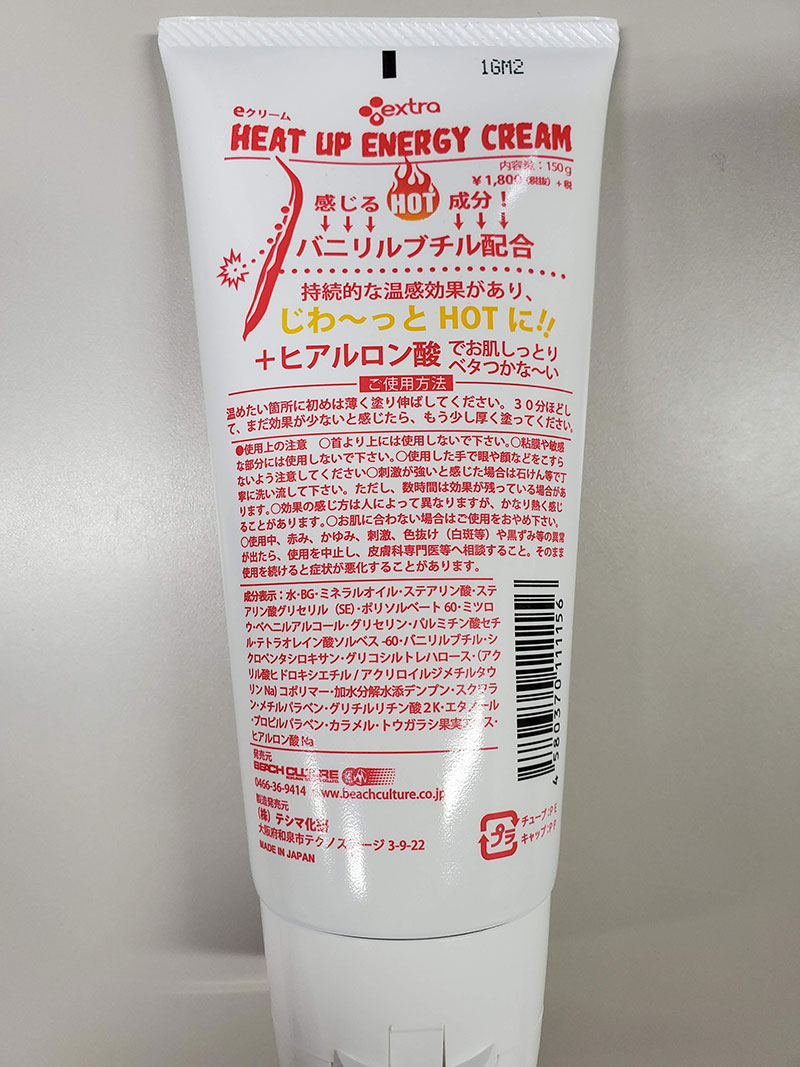 1GM2
extra
eクリーム
HEAT UP ENERGY CREAM
内容量：150g
¥1,800(税抜)+税
感じる HOT 成分！
↓↓↓ ↓↓↓
バニリルブチル配合
持続的な温感効果があり、
じわ〜っと HOT に!!
＋ヒアルロン酸 でお肌しっとり
ベタつかな〜い
ご使用方法
温めたい箇所に初めは薄く塗り伸ばしてください。３０分ほどし
て、まだ効果が少ないと感じたら、もう少し厚く塗ってください。
●使用上の注意　○首より上には使用しないで下さい。○粘膜や敏感
な部分には使用しないで下さい。○使用した手で眼や顔などをこすら
ないよう注意してください○刺激が強いと感じた場合は石けん等で丁
寧に洗い流して下さい。ただし、数時間は効果が残っている場合があ
ります。○効果の感じ方は人によって異なりますが、かなり熱く感じ
ることがあります。○お肌に合わない場合はご使用をおやめ下さい。
○使用中、赤み、かゆみ、刺激、色抜け（白斑等）や黒ずみ等の異常
が出たら、使用を中止し、皮膚科専門医等へ相談すること。そのまま
使用を続けると症状が悪化することがあります。
成分表示：水・BG・ミネラルオイル・ステアリン酸・ステ
アリン酸グリセリル（SE）・ポリソルベート60・ミツロ
ウ・ベヘニルアルコール・グリセリン・パルミチン酸セチ
ル・テトラオレイン酸ソルベス-60・バニリルブチル・シ
クロペンタシロキサン・グリコシルトレハロース・（アク
リル酸ヒドロキシエチル/アクリロイルジメチルタウ
リンNa）コポリマー・加水分解水添デンプン・スクワラ
ン・メチルパラベン・グリチルリチン酸２K・エタノール
・プロピルパラベン・カラメル・トウガラシ果実エキス・
ヒアルロン酸Na
発売元
BEACH CULTURE
0466-36-9414 www.beachculture.co.jp
製造発売元
（株）テシマ化
大阪府和泉市テクノステージ 3-9-22
MADE IN JAPAN
4 580370 111156
プラ
チューブ:PE
キャップ:PP